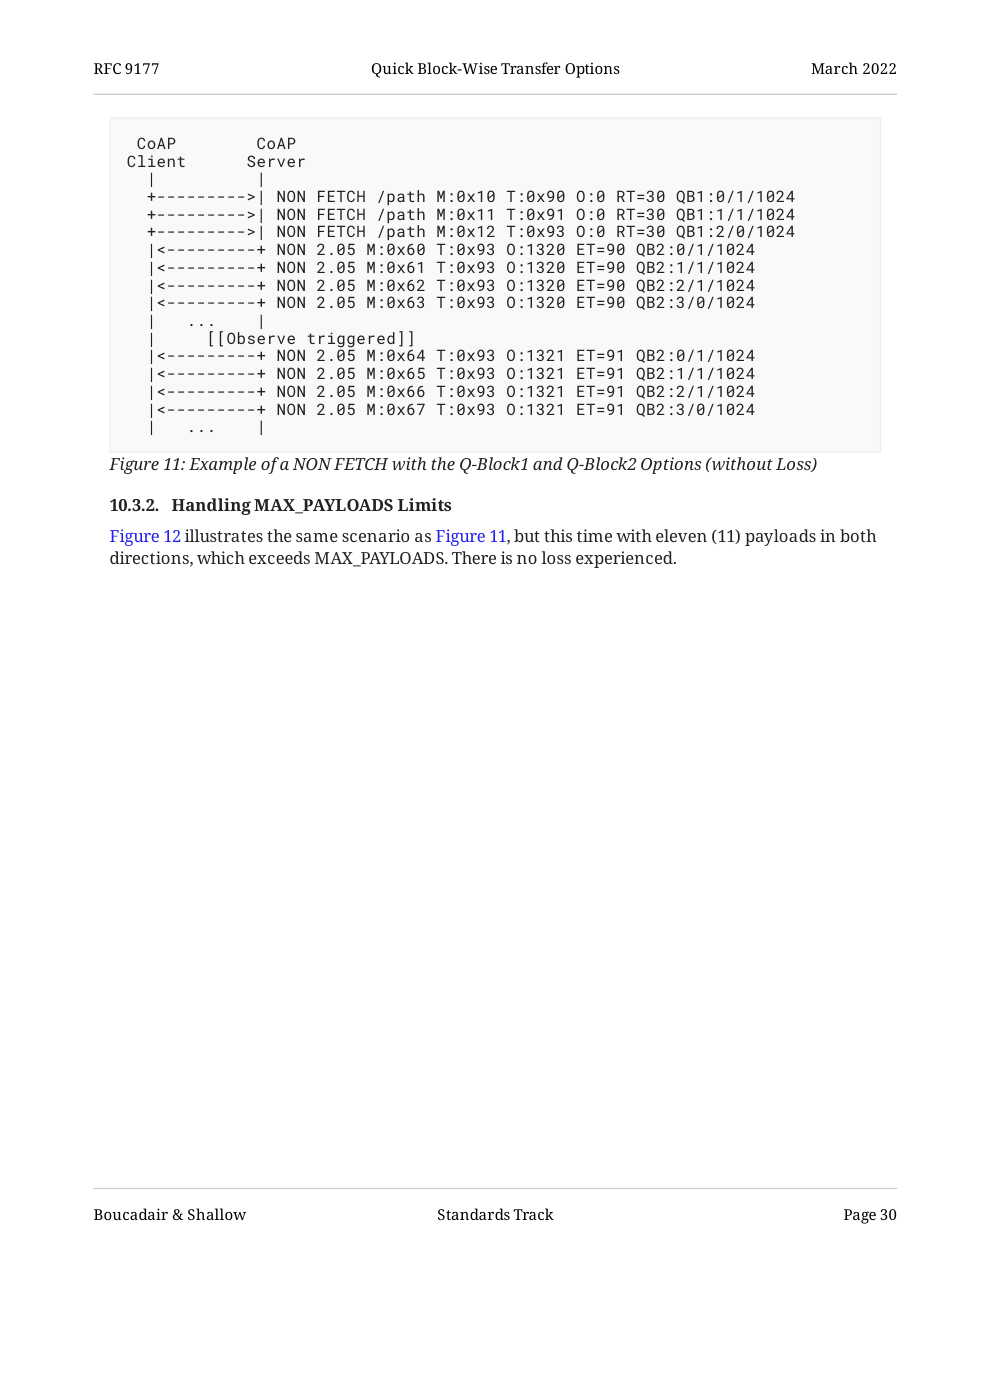 RFC 9177 Quick Block-Wise Transfer Options March 2022
 CoAP        CoAP
Client      Server
  |          |
  +--------->| NON FETCH /path M:0x10 T:0x90 O:0 RT=30 QB1:0/1/1024
  +--------->| NON FETCH /path M:0x11 T:0x91 O:0 RT=30 QB1:1/1/1024
  +--------->| NON FETCH /path M:0x12 T:0x93 O:0 RT=30 QB1:2/0/1024
  |<---------+ NON 2.05 M:0x60 T:0x93 O:1320 ET=90 QB2:0/1/1024
  |<---------+ NON 2.05 M:0x61 T:0x93 O:1320 ET=90 QB2:1/1/1024
  |<---------+ NON 2.05 M:0x62 T:0x93 O:1320 ET=90 QB2:2/1/1024
  |<---------+ NON 2.05 M:0x63 T:0x93 O:1320 ET=90 QB2:3/0/1024
  |   ...    |
  |     [[Observe triggered]]
  |<---------+ NON 2.05 M:0x64 T:0x93 O:1321 ET=91 QB2:0/1/1024
  |<---------+ NON 2.05 M:0x65 T:0x93 O:1321 ET=91 QB2:1/1/1024
  |<---------+ NON 2.05 M:0x66 T:0x93 O:1321 ET=91 QB2:2/1/1024
  |<---------+ NON 2.05 M:0x67 T:0x93 O:1321 ET=91 QB2:3/0/1024
  |   ...    |
Figure 11: Example of a NON FETCH with the Q-Block1 and Q-Block2 Options (without Loss)
10.3.2. Handling MAX_PAYLOADS Limits
Figure 12 illustrates the same scenario as Figure 11, but this time with eleven (11) payloads in both
directions, which exceeds MAX_PAYLOADS. There is no loss experienced.
Boucadair & Shallow Standards Track Page 30